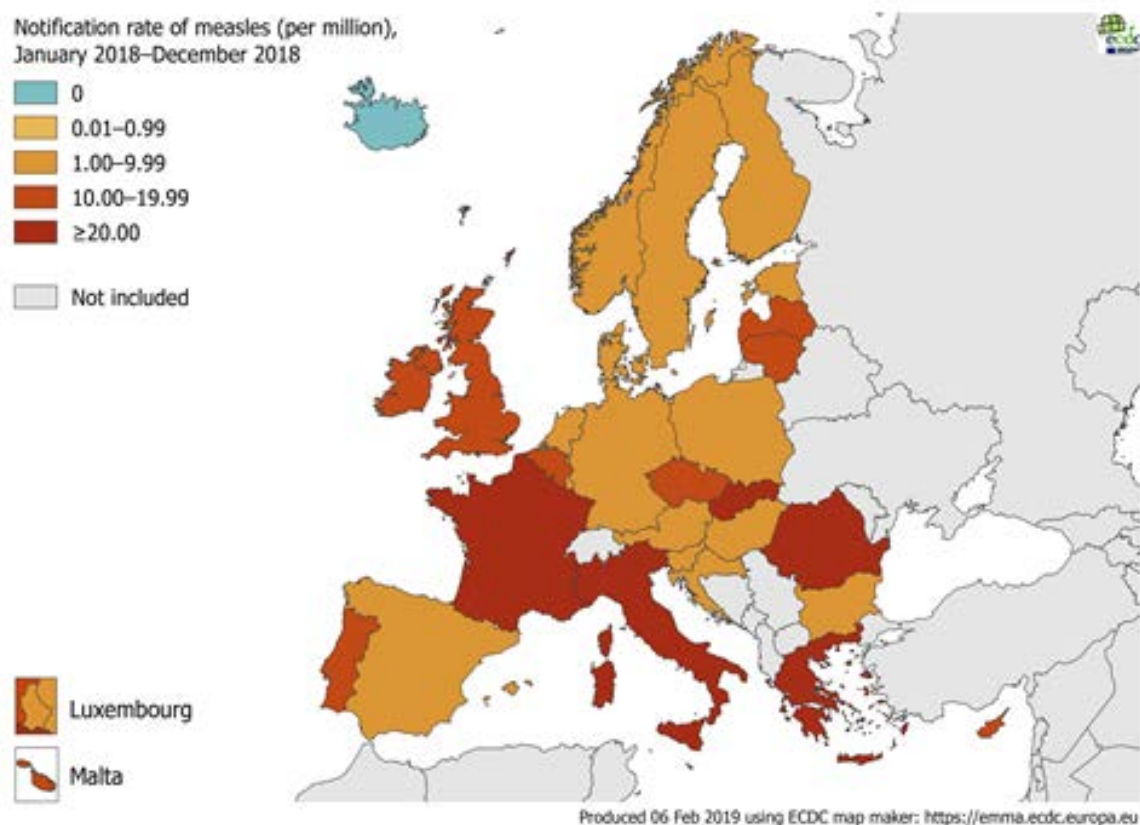 Notification rate of measles (per million),
January 2018–December 2018
0
0.01–0.99
1.00–9.99
10.00–19.99
≥20.00
Not included
ecdc
Luxembourg
Malta
Produced 06 Feb 2019 using ECDC map maker: https://emma.ecdc.europa.eu